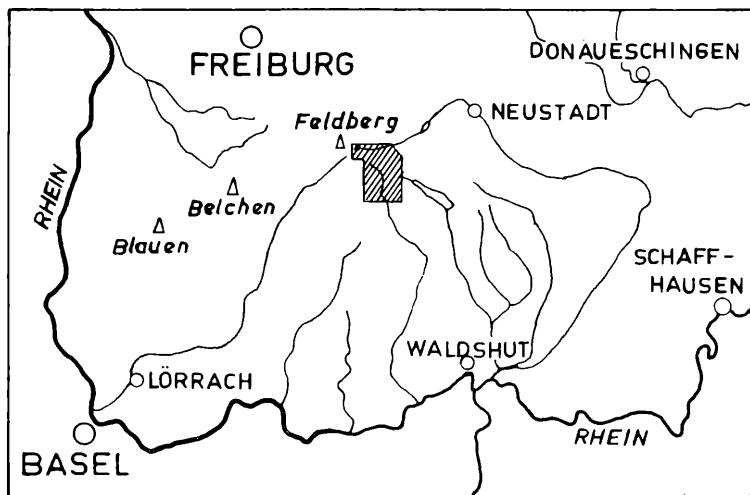 FREIBURG
DONAUESCHINGEN
NEUSTADT
Feldberg
RHEIN
Belchen
Blauen
SCHAFF-
HAUSEN
WALDSHUT
LÖRRACH
RHEIN
BASEL